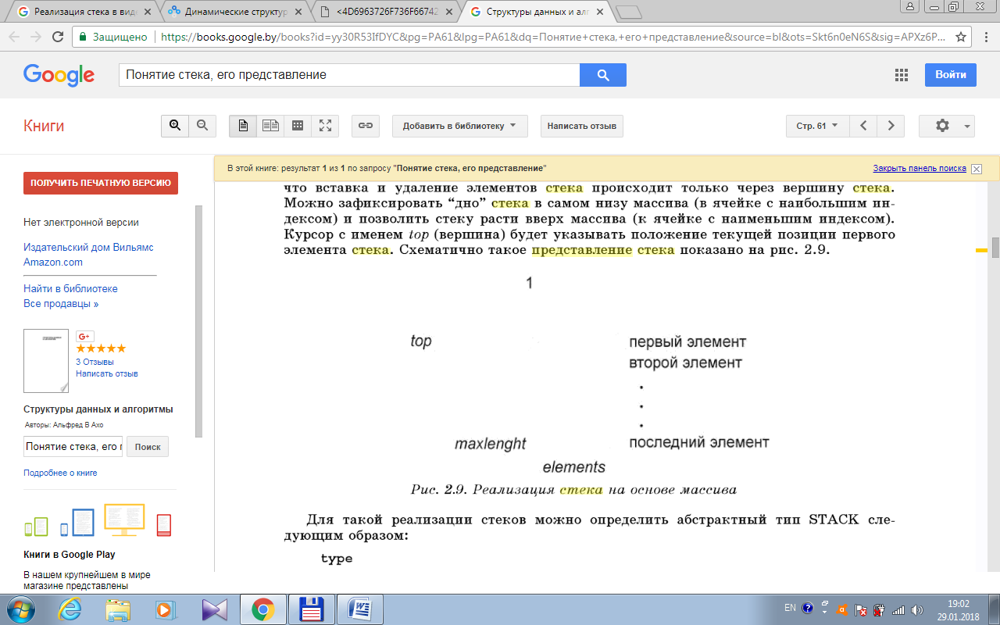 Реализация стека в виде
Динамические структур
<4D6963726F736F66742
Структуры данных и алг
Защищено
https://books.google.by/books?id=yy30R53IfDYC&pg=PA61&lpg=PA61&dq=Понятие+стека,+его+представление&source=bl&ots=Skt6n0eN6S&sig=APXz6P...
Google
Понятие стека, его представление
Войти
Книги
Добавить в библиотеку
Написать отзыв
Стр. 61
В этой книге: результат 1 из 1 по запросу "Понятие стека, его представление"
Закрыть панель поиска
ПОЛУЧИТЬ ПЕЧАТНУЮ ВЕРСИЮ
Нет электронной версии
Издательский дом Вильямс
Amazon.com
Найти в библиотеке
Все продавцы »
G+
3 Отзывы
Написать отзыв
Структуры данных и алгоритмы
Авторы: Альфред В Ахо
Понятие стека, его г
Поиск
Подробнее о книге
Книги в Google Play
В нашем крупнейшем в мире
магазине представлены
что вставка и удаление элементов стека происходит только через вершину стека.
Можно зафиксировать “дно” стека в самом низу массива (в ячейке с наибольшим ин-
дексом) и позволить стеку расти вверх массива (к ячейке с наименьшим индексом).
Курсор с именем top (вершина) будет указывать положение текущей позиции первого
элемента стека. Схематично такое представление стека показано на рис. 2.9.
1
top
первый элемент
второй элемент
.
.
.
maxlenght
последний элемент
elements
Рис. 2.9. Реализация стека на основе массива
Для такой реализации стеков можно определить абстрактный тип STACK сле-
дующим образом:
type
EN
19:02
29.01.2018